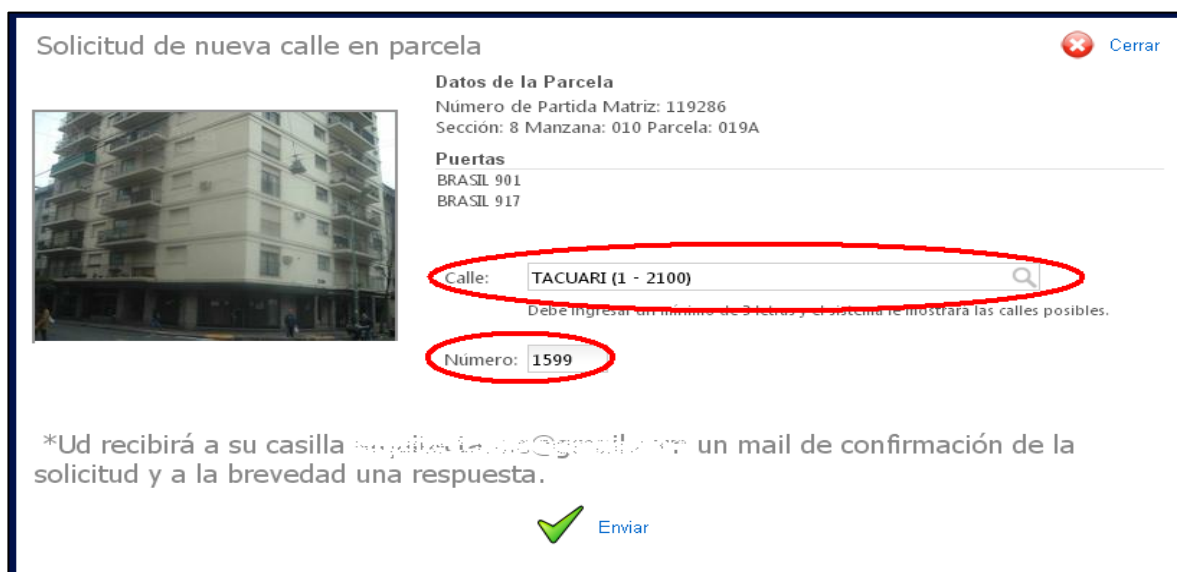 Solicitud de nueva calle en parcela
Cerrar
Datos de la Parcela
Número de Partida Matriz: 119286
Sección: 8 Manzana: 010 Parcela: 019A
Puertas
BRASIL 901
BRASIL 917
Calle: TACUARI (1 - 2100)
Debe ingresar un mínimo de 3 letras y el sistema le mostrará las calles posibles.
Número: 1599
*Ud recibirá a su casilla un mail de confirmación de la
solicitud y a la brevedad una respuesta.
Enviar